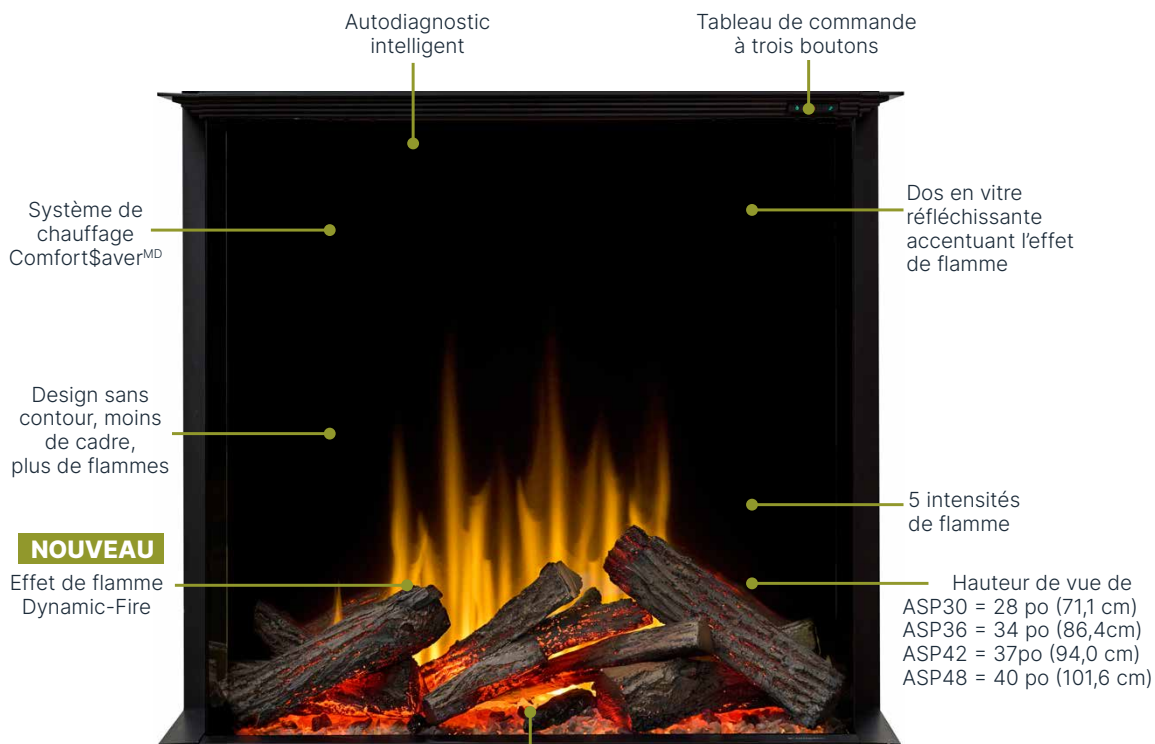 Autodiagnostic
intelligent
Tableau de commande
à trois boutons
Système de
chauffage
Comfort$averMD
Dos en vitre
réfléchissante
accentuant l'effet
de flamme
Design sans
contour, moins
de cadre,
plus de flammes
5 intensités
de flamme
NOUVEAU
Effet de flamme
Dynamic-Fire
Hauteur de vue de
ASP30 = 28 po (71,1 cm)
ASP36 = 34 po (86,4cm)
ASP42 = 37po (94,0 cm)
ASP48 = 40 po (101,6 cm)